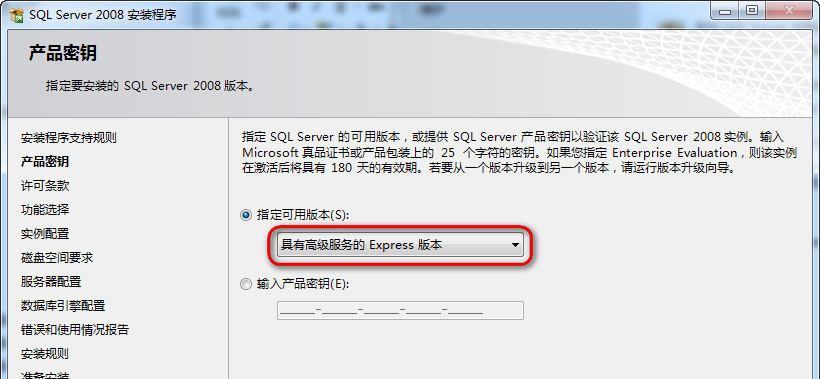 SQL Server 2008 安装程序
产品密钥
指定要安装的 SQL Server 2008 版本。
安装程序支持规则
产品密钥
许可条款
功能选择
实例配置
磁盘空间要求
服务器配置
数据库引擎配置
错误和使用情况报告
安装规则
准备安装
指定 SQL Server 的可用版本，或提供 SQL Server 产品密钥以验证该 SQL Server 2008 实例。输入
Microsoft 真品证书或产品包装上的 25 个字符的密钥。如果您指定 Enterprise Evaluation，则该实例
在激活后将具有 180 天的有效期。若要从一个版本升级到另一个版本，请运行版本升级向导。
指定可用版本(S):
具有高级服务的 Express 版本
输入产品密钥(E):
_____-_____-_____-_____-_____